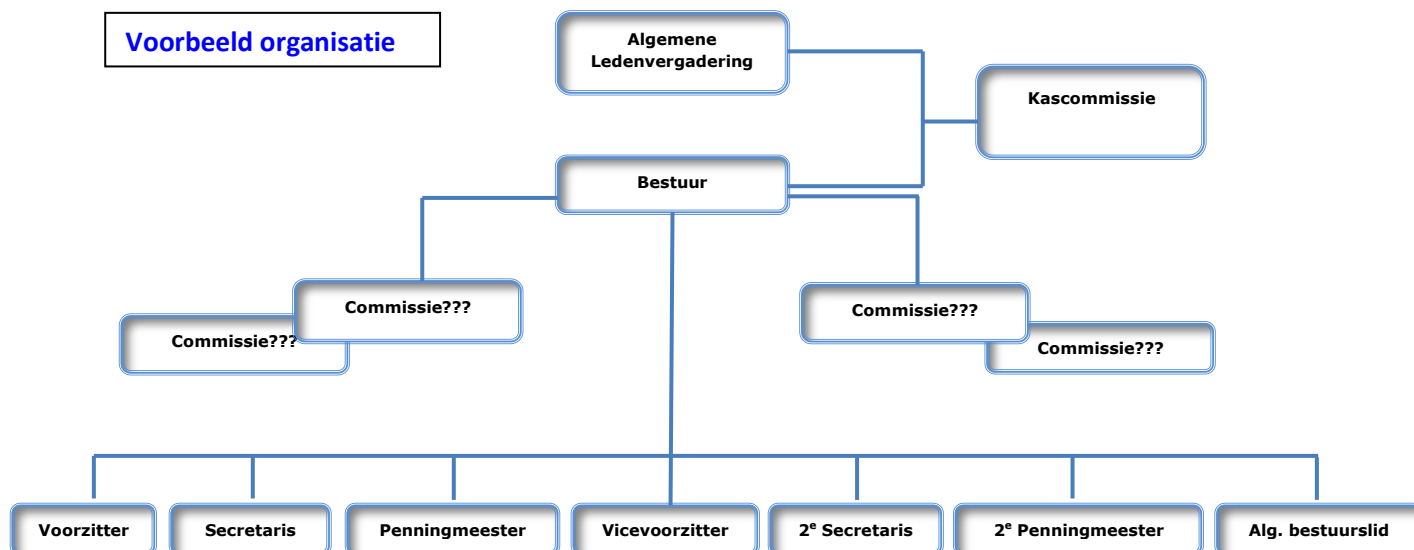 Voorbeeld organisatie
Algemene
Ledenvergadering
Kascommissie
Bestuur
Commissie???
Commissie???
Commissie???
Commissie???
Voorzitter
Secretaris
Penningmeester
Vicevoorzitter
2e Secretaris
2e Penningmeester
Alg. bestuurslid